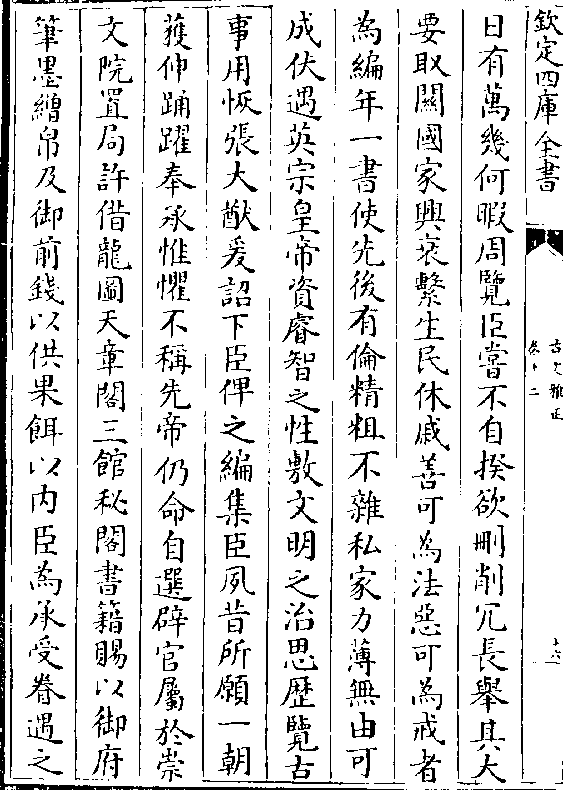 欽定四庫全書
古文雅正
卷十二
十六
日有萬幾何暇周覽臣嘗不自揆欲刪削冗長舉其大
要取關國家興衰繫生民休戚善可為法惡可為戒者
為編年一書使先後有倫精粗不雜私家力薄無由可
成伏遇英宗皇帝資睿智之性敷文明之治思歴覽古
事用恢張大猷爰詔下臣俾之編集臣夙昔所願一朝
獲伸踊躍奉承惟懼不稱先帝仍命自選辟官屬於崇
文院置局許借龍圖天章閣三館秘閣書籍賜以御府
筆墨繒帛及御前錢以供果餌以内臣為承受眷遇之